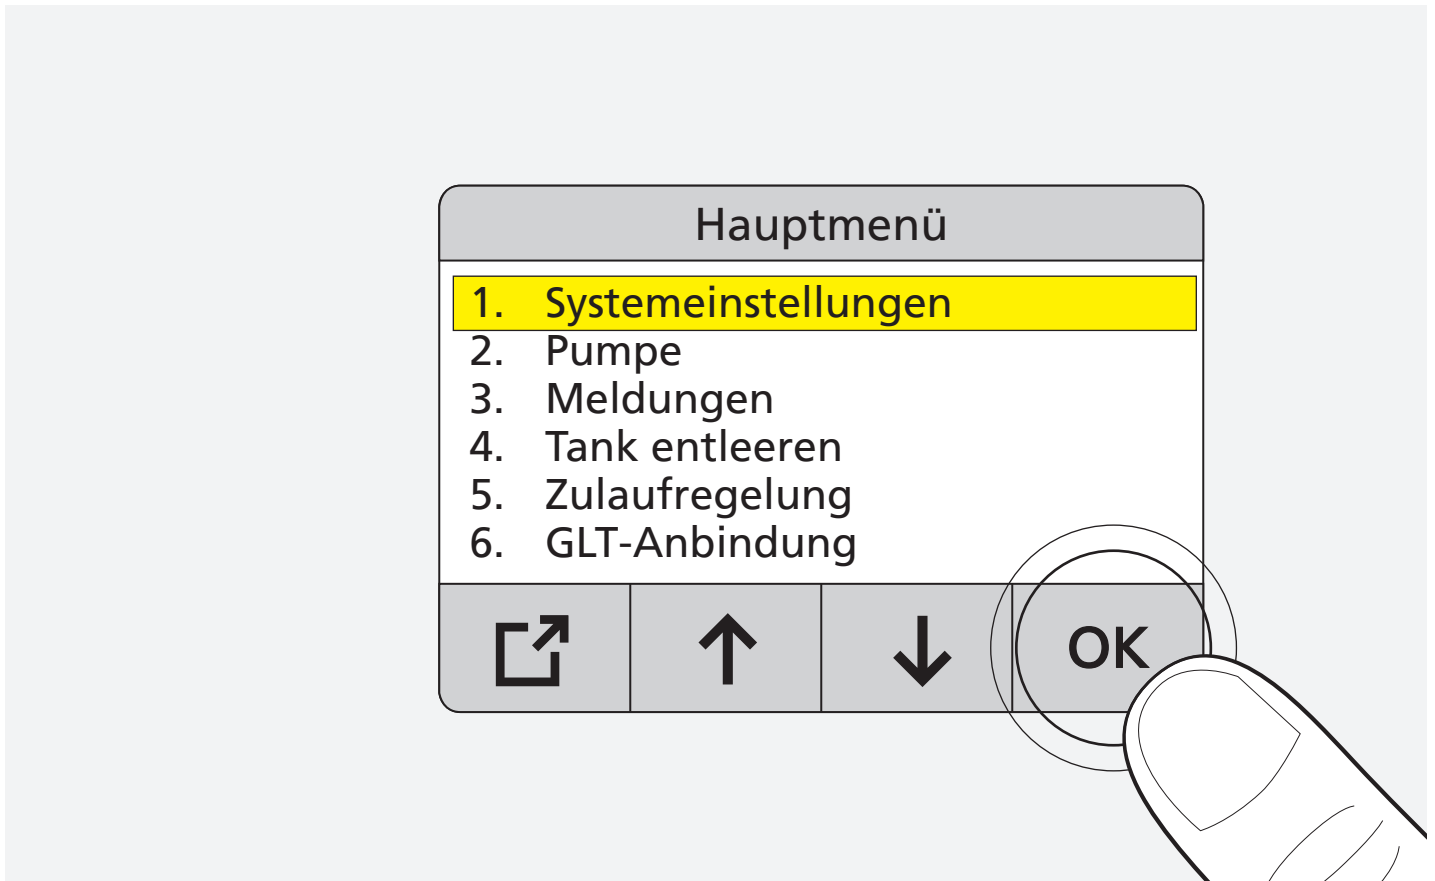 Hauptmenü
1. Systemeinstellungen
2. Pumpe
3. Meldungen
4. Tank entleeren
5. Zulaufregelung
6. GLT-Anbindung
OK